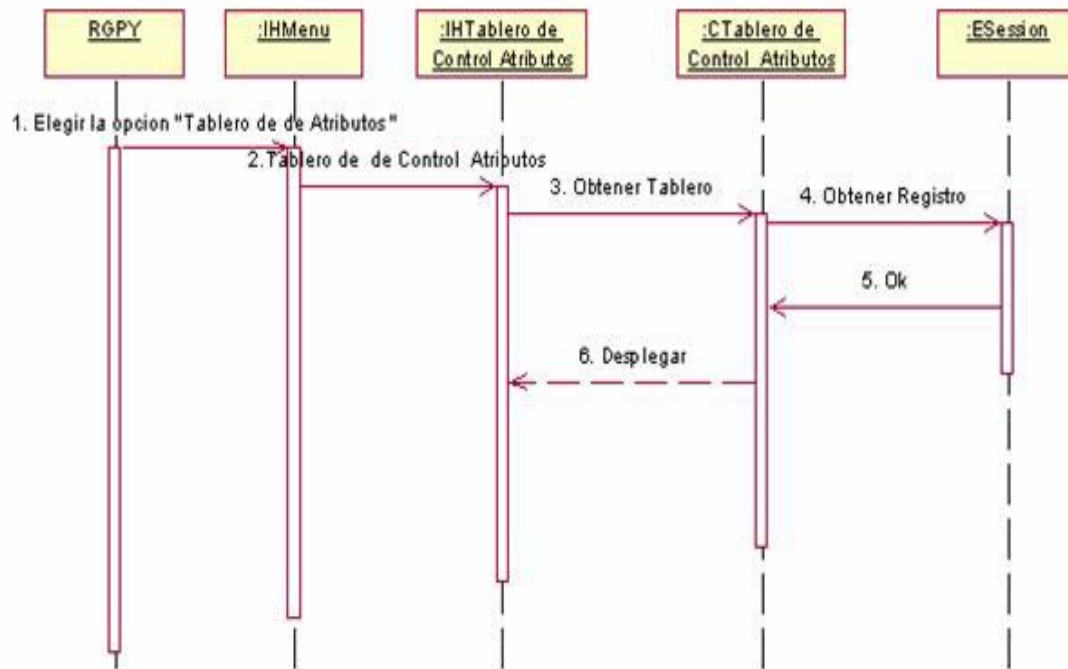 RGPY
:IHMenu
:IHTablero de
Control Atributos
:CTablero de
Control Atributos
:ESession
1. Elegir la opcion "Tablero de de Atributos"
2.Tablero de de Control Atributos
3. Obtener Tablero
4. Obtener Registro
5. Ok
6. Desplegar